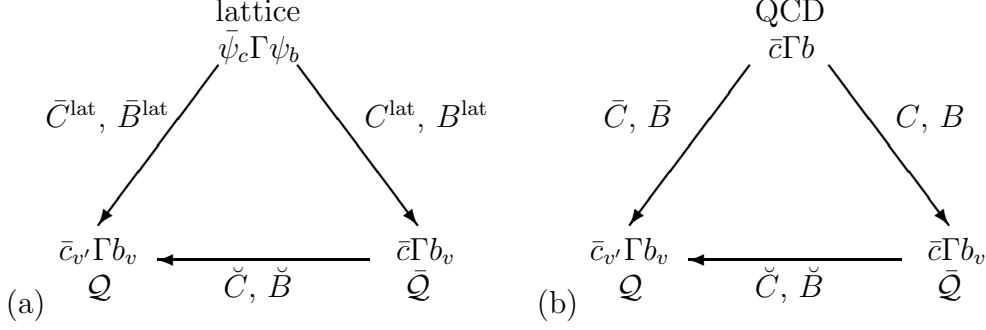 lattice
ψ̄_cΓψ_b
C̄^lat, B̄^lat
C^lat, B^lat
c̄_v′Γb_v
c̄Γb_v
𝒬
𝒬̄
C̆, B̆
(a)
QCD
c̄Γb
C̄, B̄
C, B
c̄_v′Γb_v
c̄Γb_v
𝒬
𝒬̄
C̆, B̆
(b)